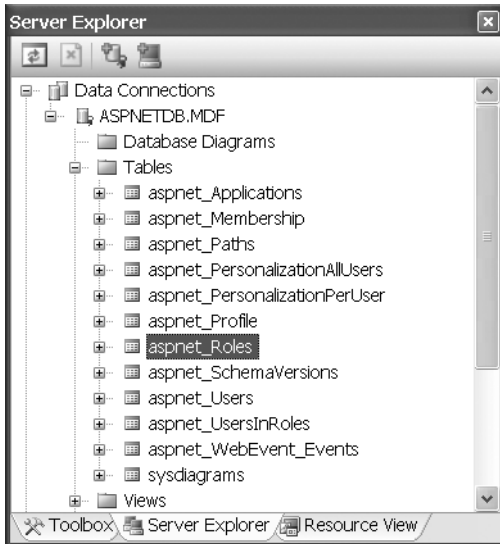 Server Explorer
Data Connections
ASPNETDB.MDF
Database Diagrams
Tables
aspnet_Applications
aspnet_Membership
aspnet_Paths
aspnet_PersonalizationAllUsers
aspnet_PersonalizationPerUser
aspnet_Profile
aspnet_Roles
aspnet_SchemaVersions
aspnet_Users
aspnet_UsersInRoles
aspnet_WebEvent_Events
sysdiagrams
Views
Toolbox Server Explorer Resource View